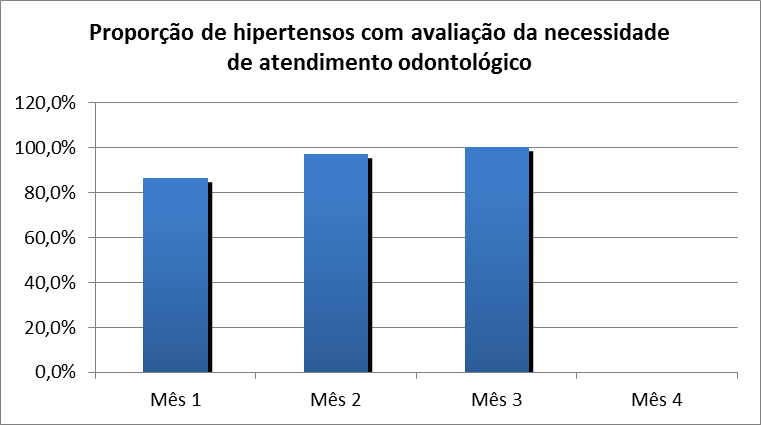 Proporção de hipertensos com avaliação da necessidade
de atendimento odontológico
120,0%
100,0%
80,0%
60,0%
40,0%
20,0%
0,0%
Mês 1 Mês 2 Mês 3 Mês 4